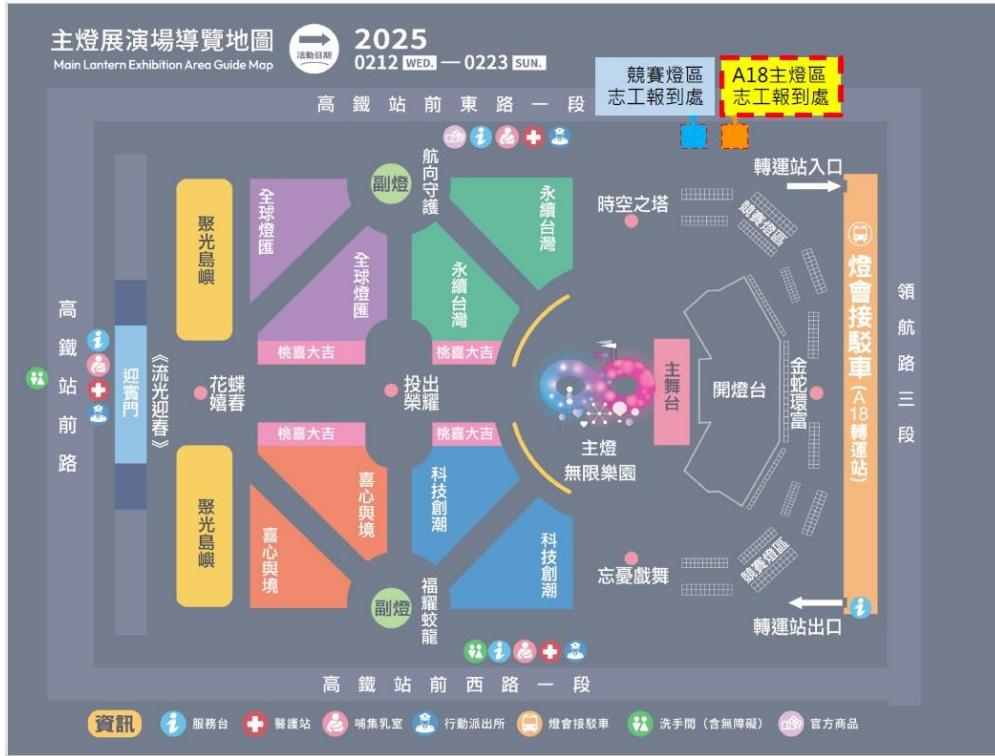 主燈展演場導覽地圖
Main Lantern Exhibition Area Guide Map
活動日期
2025
0212 WED. — 0223 SUN.
競賽燈區
志工報到處
A18主燈區
志工報到處
高鐵站前東路一段
轉運站入口
副燈
航向守護
全球燈匯
全球燈匯
永續台灣
永續台灣
時空之塔
競賽燈區
聚光島嶼
桃喜大吉
桃喜大吉
高鐵站前路
迎賓門
《流光迎春》
花蝶
嬉春
投出
榮耀
主燈
無限樂園
主舞台
開燈台
金蛇環富
燈會接駁車(A18轉運站)
領航路三段
桃喜大吉
桃喜大吉
聚光島嶼
喜心與境
喜心與境
科技創潮
科技創潮
忘憂戲舞
競賽燈區
副燈
福耀蛟龍
轉運站出口
高鐵站前西路一段
資訊
服務台
醫護站
哺集乳室
行動派出所
燈會接駁車
洗手間（含無障礙）
官方商品